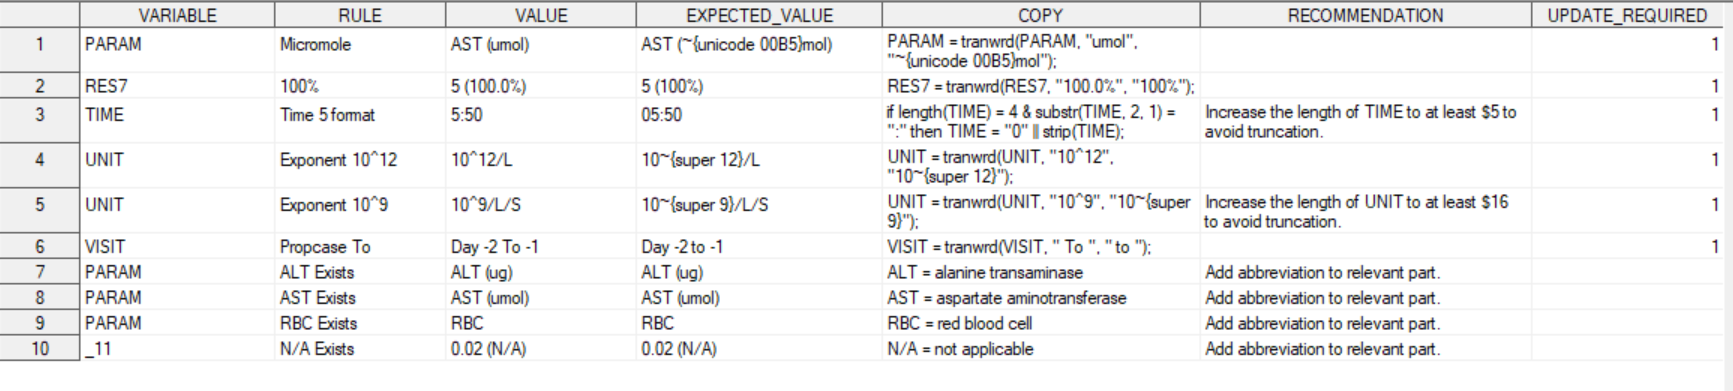 VARIABLE RULE VALUE EXPECTED_VALUE COPY RECOMMENDATION UPDATE_REQUIRED
1 PARAM Micromole AST (umol) AST (~{unicode 00B5}mol) PARAM = tranwrd(PARAM, "umol", 1
"~{unicode 00B5}mol");
2 RES7 100% 5 (100.0%) 5 (100%) RES7 = tranwrd(RES7, "100.0%", "100%"); 1
3 TIME Time 5 format 5:50 05:50 if length(TIME) = 4 & substr(TIME, 2, 1) = Increase the length of TIME to at least $5 to 1
":" then TIME = "0" || strip(TIME); avoid truncation.
4 UNIT Exponent 10^12 10^12/L 10~{super 12}/L UNIT = tranwrd(UNIT, "10^12", 1
"10~{super 12}");
5 UNIT Exponent 10^9 10^9/L/S 10~{super 9}/L/S UNIT = tranwrd(UNIT, "10^9", "10~{super Increase the length of UNIT to at least $16 1
9}"); to avoid truncation.
6 VISIT Propcase To Day -2 To -1 Day -2 to -1 VISIT = tranwrd(VISIT, " To ", " to "); 1
7 PARAM ALT Exists ALT (ug) ALT (ug) ALT = alanine transaminase Add abbreviation to relevant part.
8 PARAM AST Exists AST (umol) AST (umol) AST = aspartate aminotransferase Add abbreviation to relevant part.
9 PARAM RBC Exists RBC RBC RBC = red blood cell Add abbreviation to relevant part.
10 _11 N/A Exists 0.02 (N/A) 0.02 (N/A) N/A = not applicable Add abbreviation to relevant part.